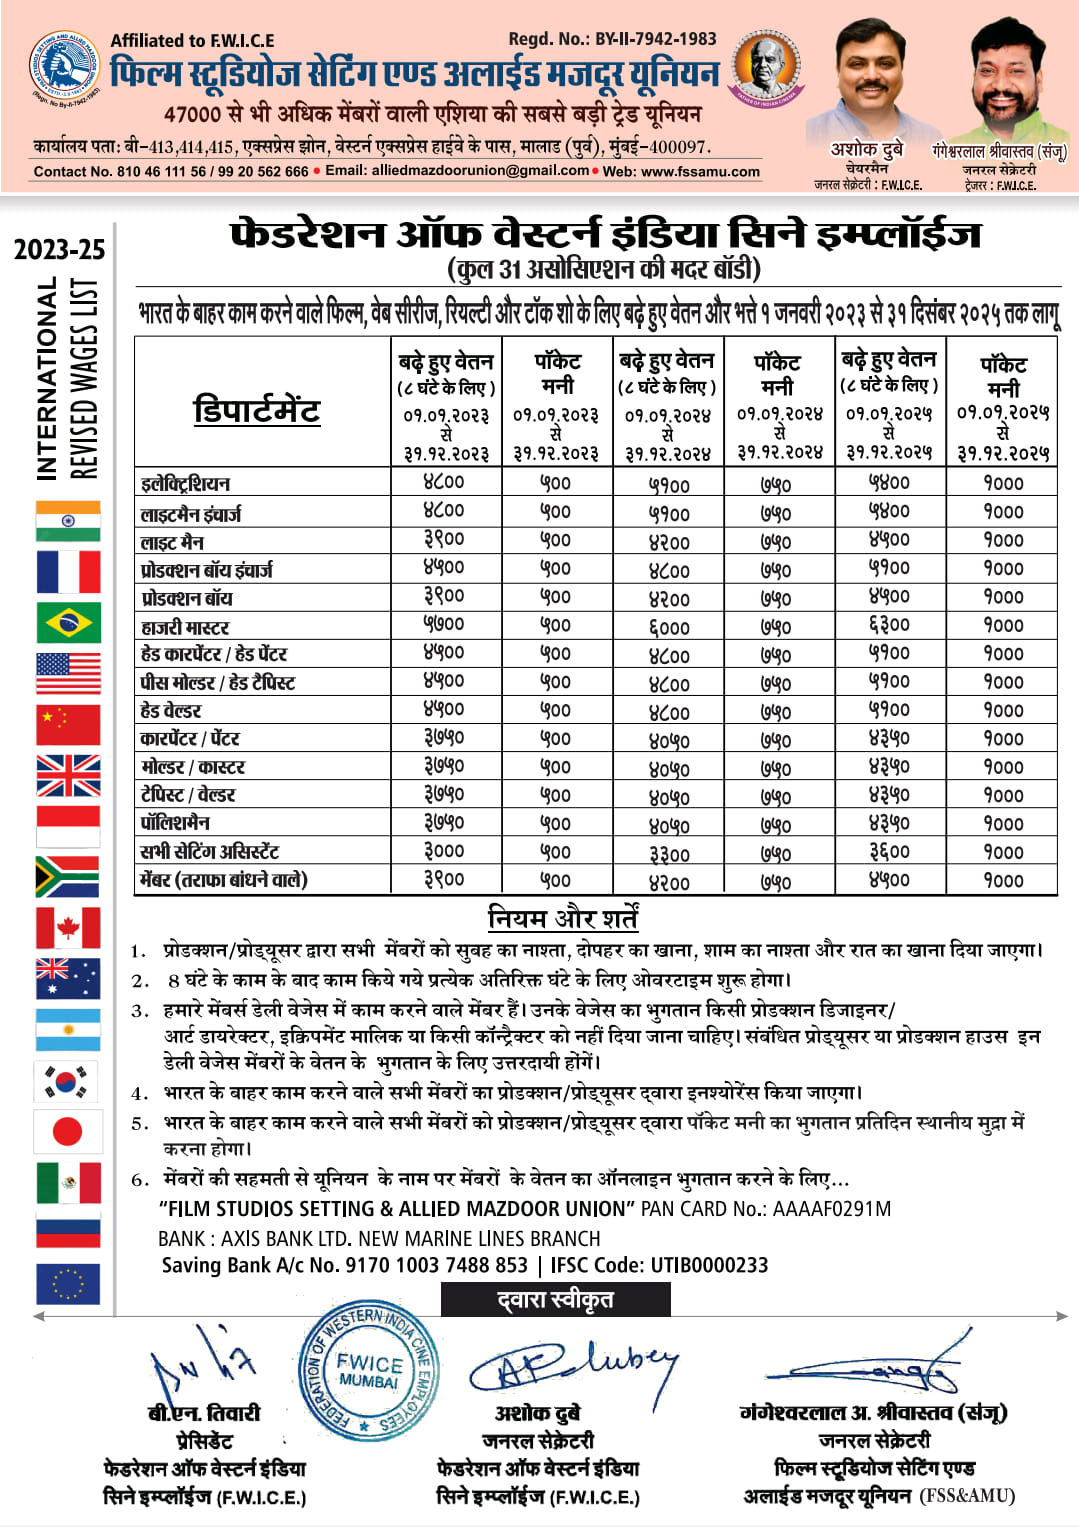 Affiliated to F.W.I.C.E
Regd. No.: BY-II-7942-1983
फिल्म स्टूडियोज सेटिंग एण्ड अलाईड मजदूर यूनियन
47000 से भी अधिक मेंबरों वाली एशिया की सबसे बड़ी ट्रेड यूनियन
कार्यालय पता: बी-413,414,415, एक्सप्रेस झोन, वेस्टर्न एक्सप्रेस हाईवे के पास, मालाड (पुर्व), मुंबई-400097.
Contact No. 810 46 111 56 / 99 20 562 666 • Email: alliedmazdoorunion@gmail.com • Web: www.fssamu.com
(Regn. No By-II-7942-1983)
FATHER OF INDIAN CINEMA
अशोक दुबे
चेयरमैन
जनरल सेक्रेटरी : F.W.I.C.E.
गंगेश्वरलाल श्रीवास्तव (संजू)
जनरल सेक्रेटरी
ट्रेजरर : F.W.I.C.E.
2023-25
INTERNATIONAL
REVISED WAGES LIST
फेडरेशन ऑफ वेस्टर्न इंडिया सिने इम्प्लॉईज
(कुल 31 असोसिएशन की मदर बॉडी)
भारत के बाहर काम करने वाले फिल्म, वेब सीरीज, रियल्टी और टॉक शो के लिए बढ़े हुए वेतन और भत्ते १ जनवरी २०२३ से ३१ दिसंबर २०२५ तक लागू
डिपार्टमेंट
बढ़े हुए वेतन (८ घंटे के लिए) ०१.०१.२०२३ से ३१.१२.२०२३
पॉकेट मनी ०१.०१.२०२३ से ३१.१२.२०२३
बढ़े हुए वेतन (८ घंटे के लिए) ०१.०१.२०२४ से ३१.१२.२०२४
पॉकेट मनी ०१.०१.२०२४ से ३१.१२.२०२४
बढ़े हुए वेतन (८ घंटे के लिए) ०१.०१.२०२५ से ३१.१२.२०२५
पॉकेट मनी ०१.०१.२०२५ से ३१.१२.२०२५
इलेक्ट्रिशियन ४८०० ५०० ५१०० ७५० ५४०० १०००
लाइटमैन इंचार्ज ४८०० ५०० ५१०० ७५० ५४०० १०००
लाइट मैन ३९०० ५०० ४२०० ७५० ४५०० १०००
प्रोडक्शन बॉय इंचार्ज ४५०० ५०० ४८०० ७५० ५१०० १०००
प्रोडक्शन बॉय ३९०० ५०० ४२०० ७५० ४५०० १०००
हाजरी मास्टर ५७०० ५०० ६००० ७५० ६३०० १०००
हेड कारपेंटर / हेड पेंटर ४५०० ५०० ४८०० ७५० ५१०० १०००
पीस मोल्डर / हेड टैपिस्ट ४५०० ५०० ४८०० ७५० ५१०० १०००
हेड वेल्डर ४५०० ५०० ४८०० ७५० ५१०० १०००
कारपेंटर / पेंटर ३७५० ५०० ४०५० ७५० ४३५० १०००
मोल्डर / कास्टर ३७५० ५०० ४०५० ७५० ४३५० १०००
टेपिस्ट / वेल्डर ३७५० ५०० ४०५० ७५० ४३५० १०००
पॉलिशमैन ३७५० ५०० ४०५० ७५० ४३५० १०००
सभी सेटिंग असिस्टेंट ३००० ५०० ३३०० ७५० ३६०० १०००
मेंबर (तराफा बांधने वाले) ३९०० ५०० ४२०० ७५० ४५०० १०००
नियम और शर्तें
1. प्रोडक्शन/प्रोड्यूसर द्वारा सभी मेंबरों को सुबह का नाश्ता, दोपहर का खाना, शाम का नाश्ता और रात का खाना दिया जाएगा।
2. 8 घंटे के काम के बाद काम किये गये प्रत्येक अतिरिक्त घंटे के लिए ओवरटाइम शुरू होगा।
3. हमारे मेंबर्स डेली वेजेस में काम करने वाले मेंबर हैं। उनके वेजेस का भुगतान किसी प्रोडक्शन डिजाइनर/
आर्ट डायरेक्टर, इक्विपमेंट मालिक या किसी कॉन्ट्रैक्टर को नहीं दिया जाना चाहिए। संबंधित प्रोड्यूसर या प्रोडक्शन हाउस इन
डेली वेजेस मेंबरों के वेतन के भुगतान के लिए उत्तरदायी होंगें।
4. भारत के बाहर काम करने वाले सभी मेंबरों का प्रोडक्शन/प्रोड्यूसर द्वारा इनश्योरेंस किया जाएगा।
5. भारत के बाहर काम करने वाले सभी मेंबरों को प्रोडक्शन/प्रोड्यूसर द्वारा पॉकेट मनी का भुगतान प्रतिदिन स्थानीय मुद्रा में
करना होगा।
6. मेंबरों की सहमती से यूनियन के नाम पर मेंबरों के वेतन का ऑनलाइन भुगतान करने के लिए...
“FILM STUDIOS SETTING & ALLIED MAZDOOR UNION” PAN CARD No.: AAAAF0291M
BANK : AXIS BANK LTD. NEW MARINE LINES BRANCH
Saving Bank A/c No. 9170 1003 7488 853 | IFSC Code: UTIB0000233
द्वारा स्वीकृत
FEDERATION OF WESTERN INDIA CINE EMPLOYEES
FWICE
MUMBAI
बी.एन. तिवारी
प्रेसिडेंट
फेडरेशन ऑफ वेस्टर्न इंडिया
सिने इम्प्लॉईज (F.W.I.C.E.)
अशोक दुबे
जनरल सेक्रेटरी
फेडरेशन ऑफ वेस्टर्न इंडिया
सिने इम्प्लॉईज (F.W.I.C.E.)
गंगेश्वरलाल अ. श्रीवास्तव (संजू)
जनरल सेक्रेटरी
फिल्म स्टूडियोज सेटिंग एण्ड
अलाईड मजदूर यूनियन (FSS&AMU)